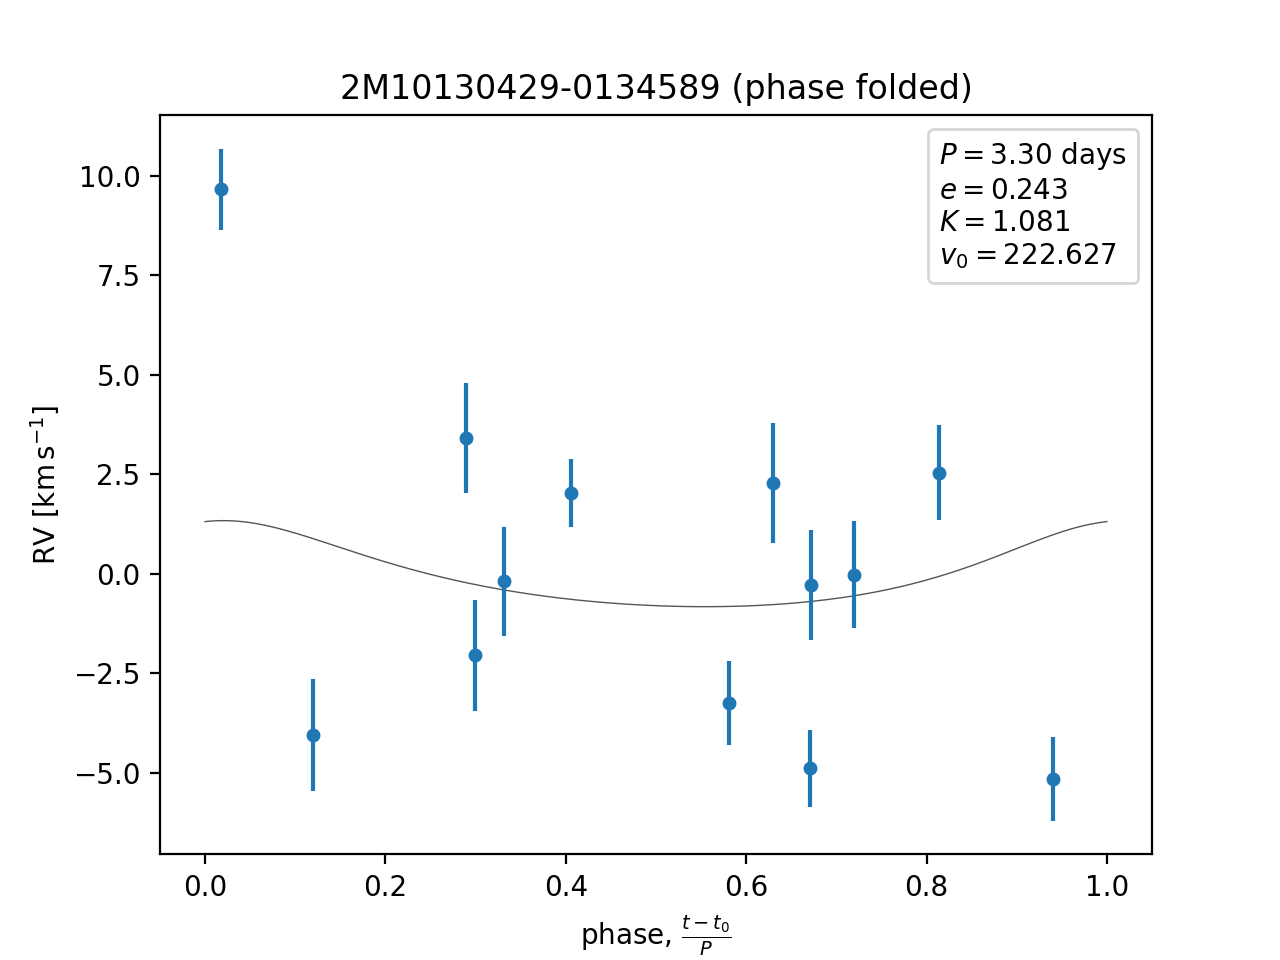 2M10130429-0134589 (phase folded)
P = 3.30 days
e = 0.243
K = 1.081
v₀ = 222.627
10.0
7.5
5.0
2.5
0.0
−2.5
−5.0
RV [km s⁻¹]
0.0 0.2 0.4 0.6 0.8 1.0
phase, (t − t₀)/P